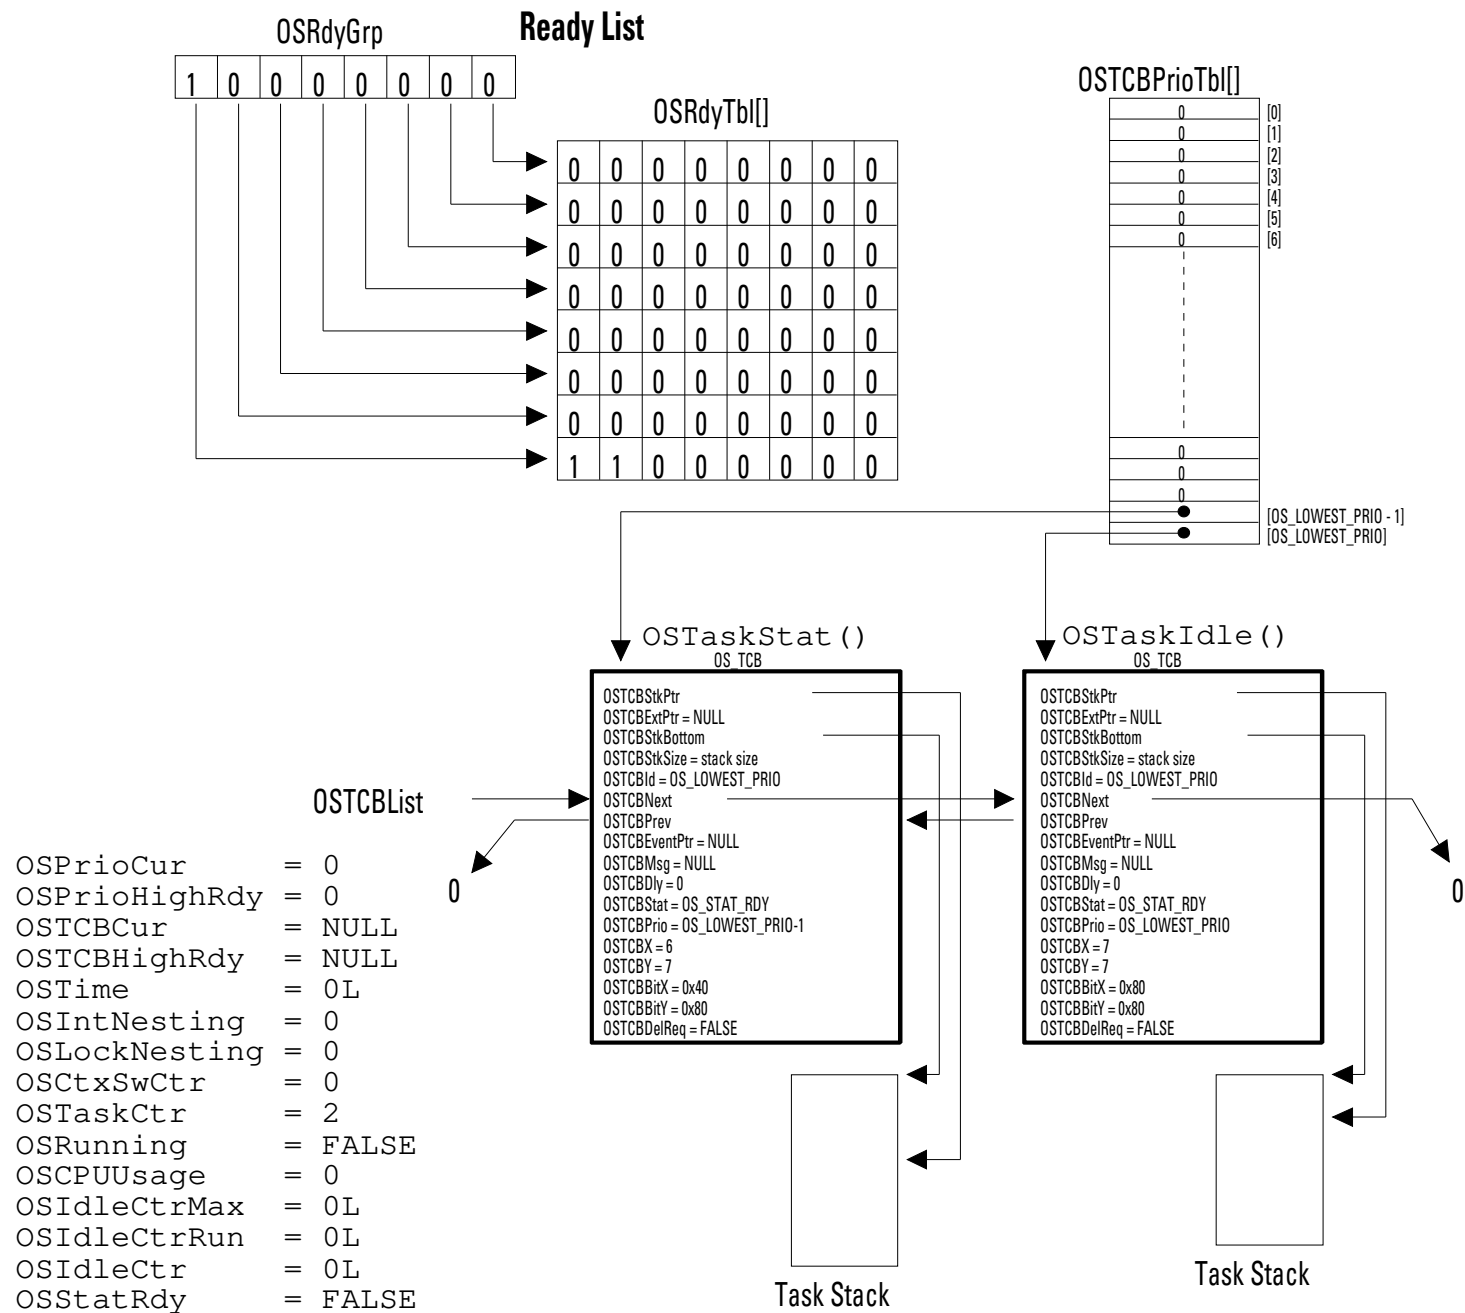 Ready List
OSRdyGrp
1 0 0 0 0 0 0 0
OSRdyTbl[]
0 0 0 0 0 0 0 0
0 0 0 0 0 0 0 0
0 0 0 0 0 0 0 0
0 0 0 0 0 0 0 0
0 0 0 0 0 0 0 0
0 0 0 0 0 0 0 0
0 0 0 0 0 0 0 0
1 1 0 0 0 0 0 0
OSTCBPrioTbl[]
0 [0]
0 [1]
0 [2]
0 [3]
0 [4]
0 [5]
0 [6]
0
0
0
[OS_LOWEST_PRIO - 1]
[OS_LOWEST_PRIO]
OSTaskStat()
OS_TCB
OSTCBStkPtr
OSTCBExtPtr = NULL
OSTCBStkBottom
OSTCBStkSize = stack size
OSTCBId = OS_LOWEST_PRIO
OSTCBNext
OSTCBPrev
OSTCBEventPtr = NULL
OSTCBMsg = NULL
OSTCBDly = 0
OSTCBStat = OS_STAT_RDY
OSTCBPrio = OS_LOWEST_PRIO-1
OSTCBX = 6
OSTCBY = 7
OSTCBBitX = 0x40
OSTCBBitY = 0x80
OSTCBDelReq = FALSE
Task Stack
OSTaskIdle()
OS_TCB
OSTCBStkPtr
OSTCBExtPtr = NULL
OSTCBStkBottom
OSTCBStkSize = stack size
OSTCBId = OS_LOWEST_PRIO
OSTCBNext
OSTCBPrev
OSTCBEventPtr = NULL
OSTCBMsg = NULL
OSTCBDly = 0
OSTCBStat = OS_STAT_RDY
OSTCBPrio = OS_LOWEST_PRIO
OSTCBX = 7
OSTCBY = 7
OSTCBBitX = 0x80
OSTCBBitY = 0x80
OSTCBDelReq = FALSE
Task Stack
0
OSTCBList
0
OSPrioCur = 0
OSPrioHighRdy = 0
OSTCBCur = NULL
OSTCBHighRdy = NULL
OSTime = 0L
OSIntNesting = 0
OSLockNesting = 0
OSCtxSwCtr = 0
OSTaskCtr = 2
OSRunning = FALSE
OSCPUUsage = 0
OSIdleCtrMax = 0L
OSIdleCtrRun = 0L
OSIdleCtr = 0L
OSStatRdy = FALSE